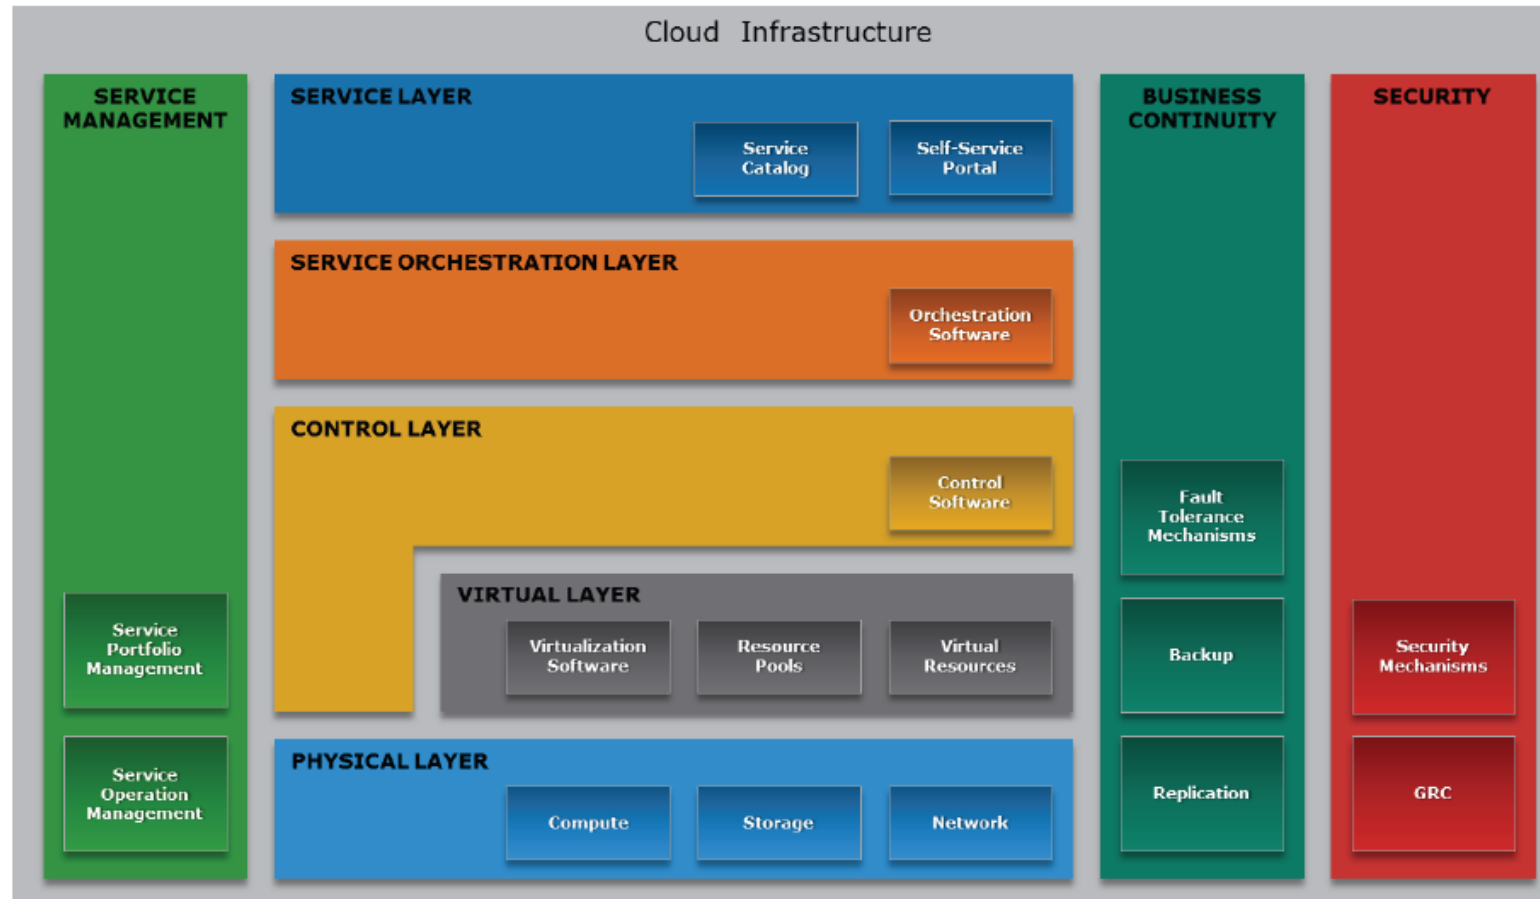 Cloud Infrastructure
SERVICE
MANAGEMENT
Service
Portfolio
Management
Service
Operation
Management
SERVICE LAYER
Service
Catalog
Self-Service
Portal
SERVICE ORCHESTRATION LAYER
Orchestration
Software
CONTROL LAYER
Control
Software
VIRTUAL LAYER
Virtualization
Software
Resource
Pools
Virtual
Resources
PHYSICAL LAYER
Compute
Storage
Network
BUSINESS
CONTINUITY
Fault
Tolerance
Mechanisms
Backup
Replication
SECURITY
Security
Mechanisms
GRC